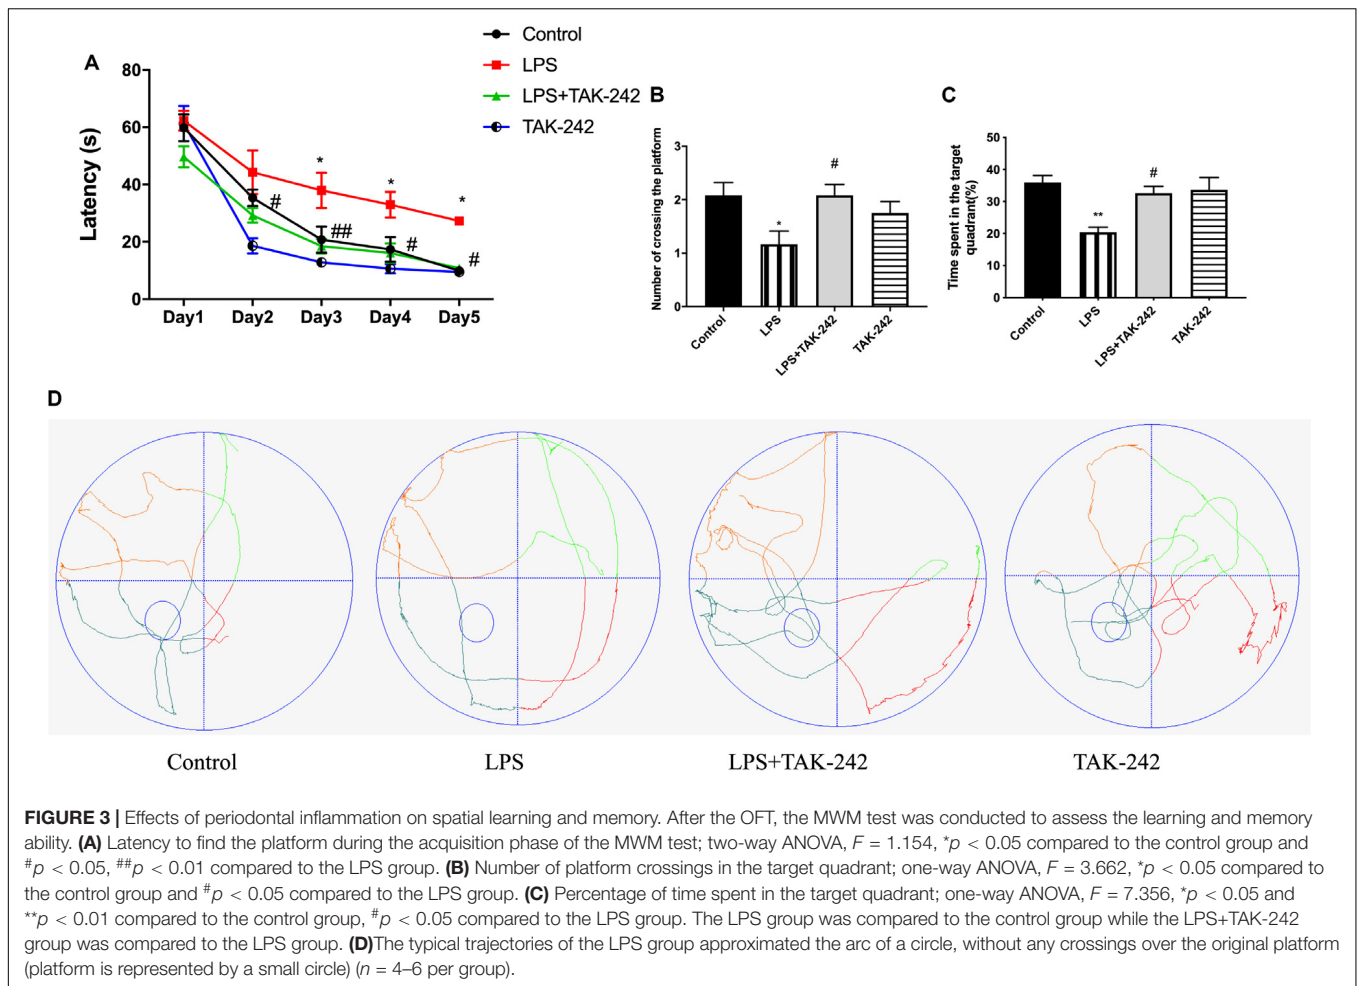 Control
LPS
LPS+TAK-242
TAK-242
A
80
60
40
20
0
Latency (s)
*
*
*
#
##
#
#
Day1 Day2 Day3 Day4 Day5
B
Number of crossing the platform
3
2
1
0
*
#
Control LPS LPS+TAK-242 TAK-242
C
Time spent in the target
quadrant(%)
50
40
30
20
10
0
**
#
Control LPS LPS+TAK-242 TAK-242
D
Control LPS LPS+TAK-242 TAK-242
FIGURE 3 | Effects of periodontal inflammation on spatial learning and memory. After the OFT, the MWM test was conducted to assess the learning and memory
ability. (A) Latency to find the platform during the acquisition phase of the MWM test; two-way ANOVA, F = 1.154, *p < 0.05 compared to the control group and
#p < 0.05, ##p < 0.01 compared to the LPS group. (B) Number of platform crossings in the target quadrant; one-way ANOVA, F = 3.662, *p < 0.05 compared to
the control group and #p < 0.05 compared to the LPS group. (C) Percentage of time spent in the target quadrant; one-way ANOVA, F = 7.356, *p < 0.05 and
**p < 0.01 compared to the control group, #p < 0.05 compared to the LPS group. The LPS group was compared to the control group while the LPS+TAK-242
group was compared to the LPS group. (D)The typical trajectories of the LPS group approximated the arc of a circle, without any crossings over the original platform
(platform is represented by a small circle) (n = 4–6 per group).